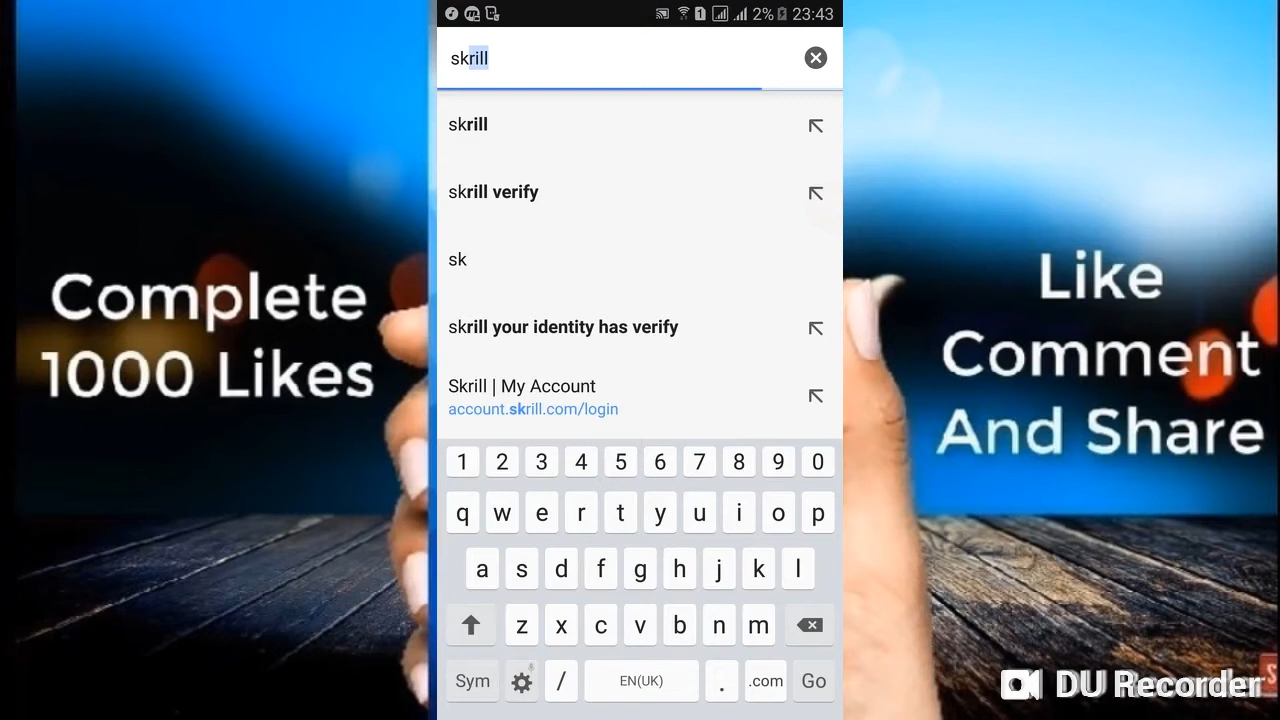 1 2% 23:43
skrill
skrill
skrill verify
sk
skrill your identity has verify
Skrill | My Account
account.skrill.com/login
1 2 3 4 5 6 7 8 9 0
q w e r t y u i o p
a s d f g h j k l
z x c v b n m
Sym / EN(UK) . .com Go
Complete
1000 Likes
Like
Comment
And Share
DU Recorder